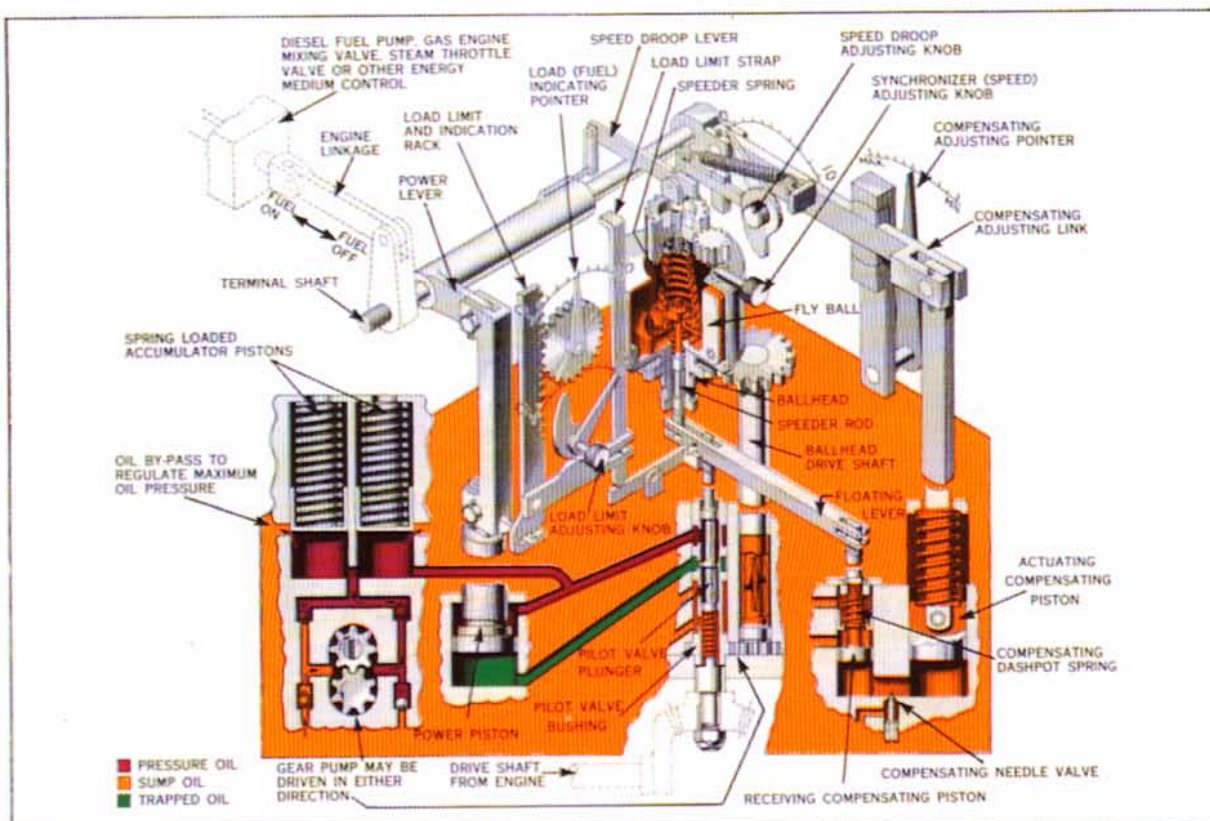 DIESEL FUEL PUMP, GAS ENGINE
MIXING VALVE, STEAM THROTTLE
VALVE OR OTHER ENERGY
MEDIUM CONTROL
SPEED DROOP LEVER
LOAD LIMIT STRAP
SPEEDER SPRING
SPEED DROOP
ADJUSTING KNOB
SYNCHRONIZER (SPEED)
ADJUSTING KNOB
LOAD (FUEL)
INDICATING
POINTER
LOAD LIMIT
AND INDICATION
RACK
ENGINE
LINKAGE
POWER
LEVER
COMPENSATING
ADJUSTING POINTER
MAX.
10
FUEL
ON
FUEL
OFF
COMPENSATING
ADJUSTING LINK
TERMINAL SHAFT
FLY BALL
SPRING LOADED
ACCUMULATOR PISTONS
BALLHEAD
SPEEDER ROD
BALLHEAD
DRIVE SHAFT
OIL BY-PASS TO
REGULATE MAXIMUM
OIL PRESSURE
FLOATING
LEVER
LOAD LIMIT
ADJUSTING KNOB
ACTUATING
COMPENSATING
PISTON
COMPENSATING
DASHPOT SPRING
PILOT VALVE
PLUNGER
PILOT VALVE
BUSHING
POWER PISTON
PRESSURE OIL
SUMP OIL
TRAPPED OIL
GEAR PUMP MAY BE
DRIVEN IN EITHER
DIRECTION
DRIVE SHAFT
FROM ENGINE
COMPENSATING NEEDLE VALVE
RECEIVING COMPENSATING PISTON